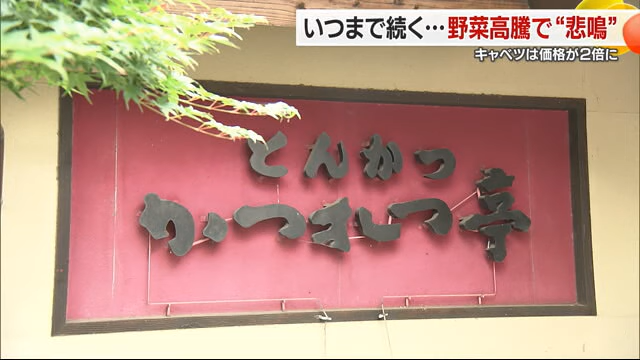 いつまで続く…野菜高騰で“悲鳴”
キャベツは価格が2倍に
とんかつ
かつれつ亭